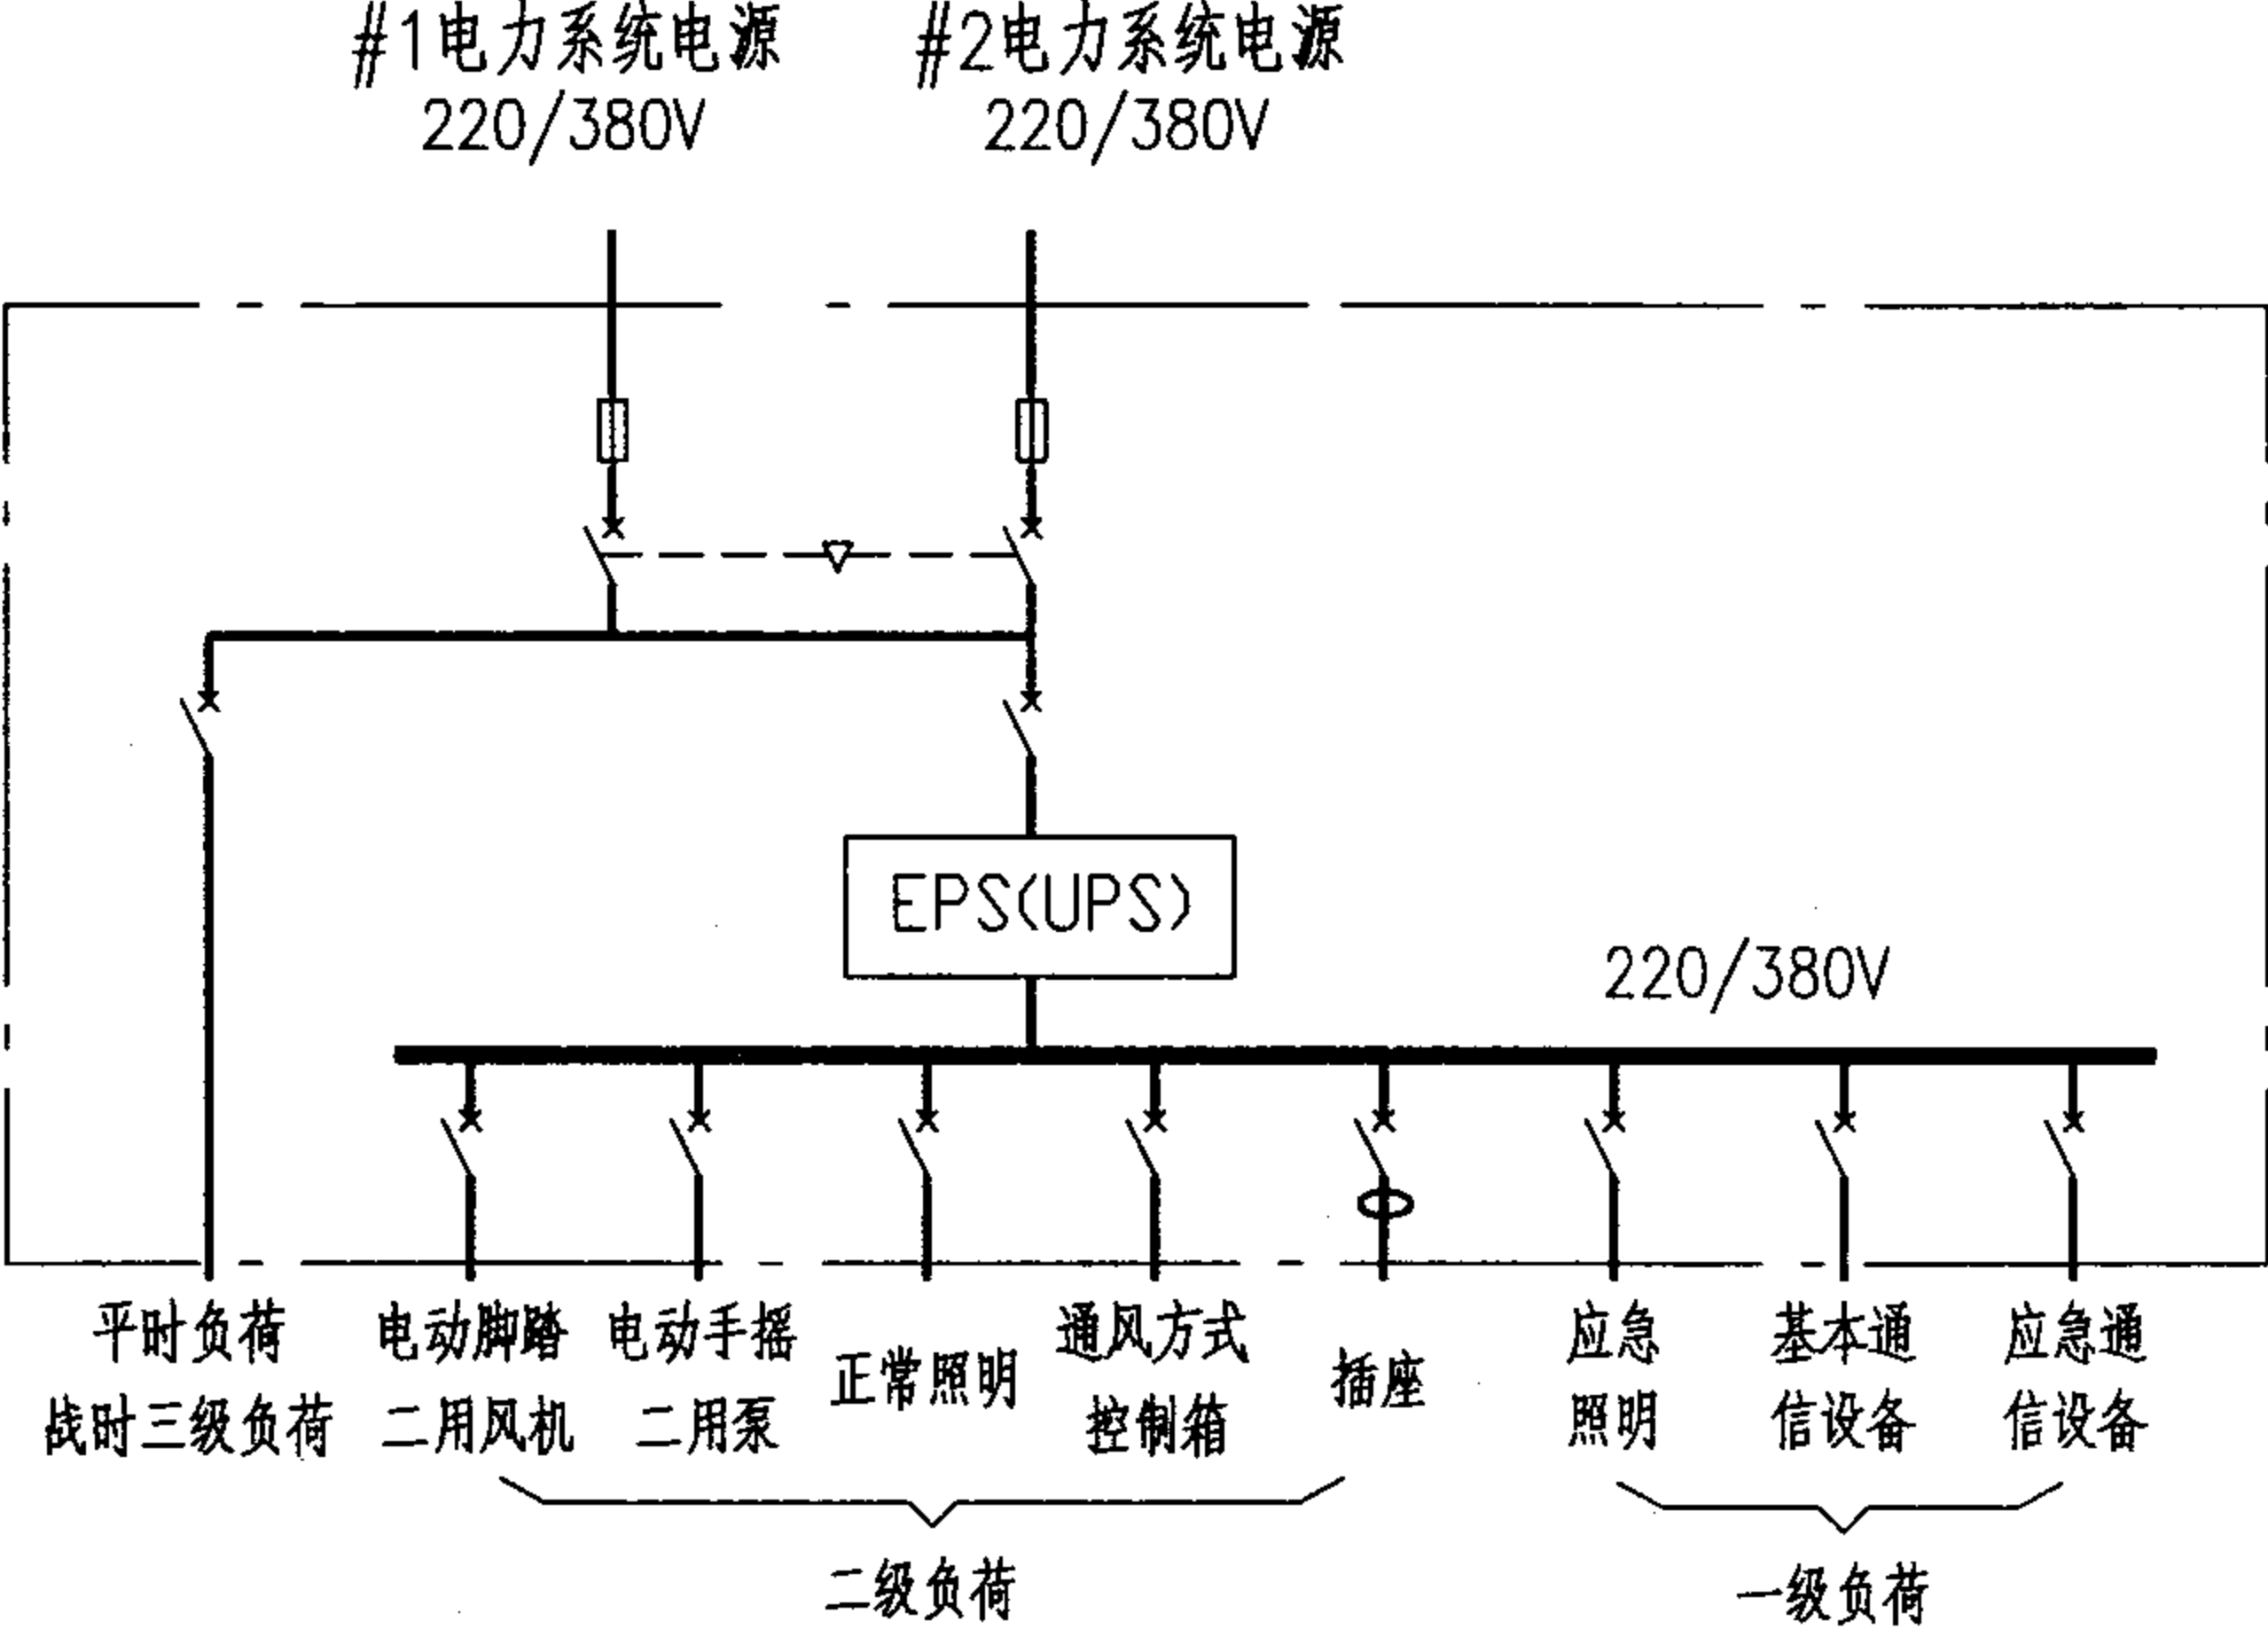 #1电力系统电源
220/380V
#2电力系统电源
220/380V
EPS(UPS)
220/380V
平时负荷
战时三级负荷
电动脚踏
二用风机
电动手摇
二用泵
正常照明
通风方式
控制箱
插座
应急
照明
基本通
信设备
应急通
信设备
二级负荷
一级负荷